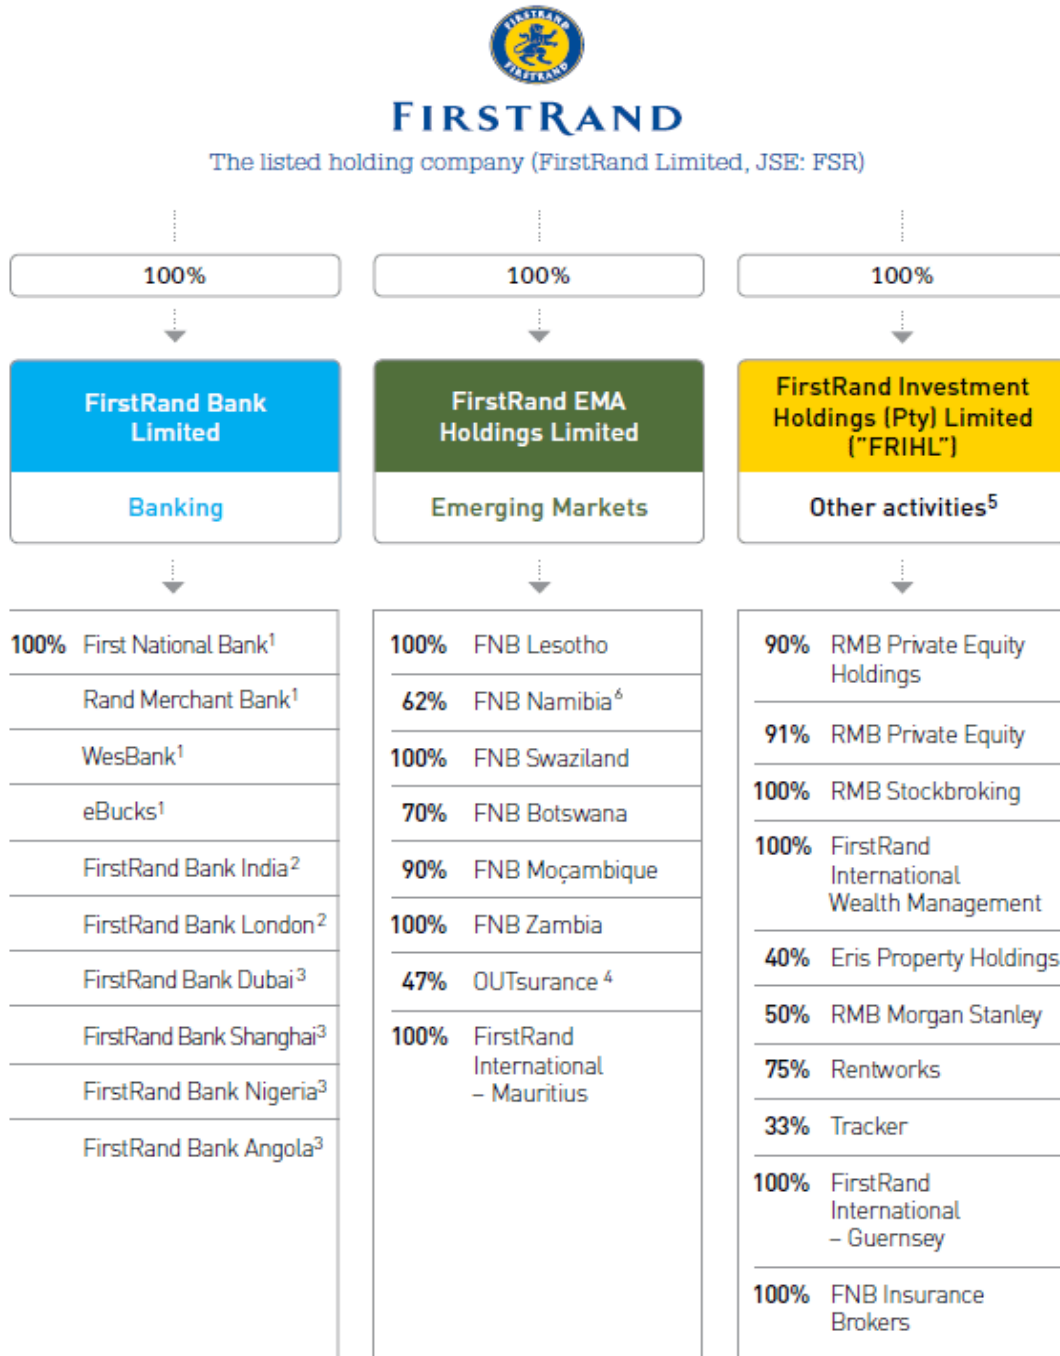 FIRSTRAND
FIRSTRAND
FIRSTRAND
The listed holding company (FirstRand Limited, JSE: FSR)
100%
100%
100%
FirstRand Bank
Limited
Banking
FirstRand EMA
Holdings Limited
Emerging Markets
FirstRand Investment
Holdings (Pty) Limited
("FRIHL")
Other activities⁵
100% First National Bank¹
Rand Merchant Bank¹
WesBank¹
eBucks¹
FirstRand Bank India²
FirstRand Bank London²
FirstRand Bank Dubai³
FirstRand Bank Shanghai³
FirstRand Bank Nigeria³
FirstRand Bank Angola³
100% FNB Lesotho
62% FNB Namibia⁶
100% FNB Swaziland
70% FNB Botswana
90% FNB Moçambique
100% FNB Zambia
47% OUTsurance ⁴
100% FirstRand
International
– Mauritius
90% RMB Private Equity
Holdings
91% RMB Private Equity
100% RMB Stockbroking
100% FirstRand
International
Wealth Management
40% Eris Property Holdings
50% RMB Morgan Stanley
75% Rentworks
33% Tracker
100% FirstRand
International
– Guernsey
100% FNB Insurance
Brokers